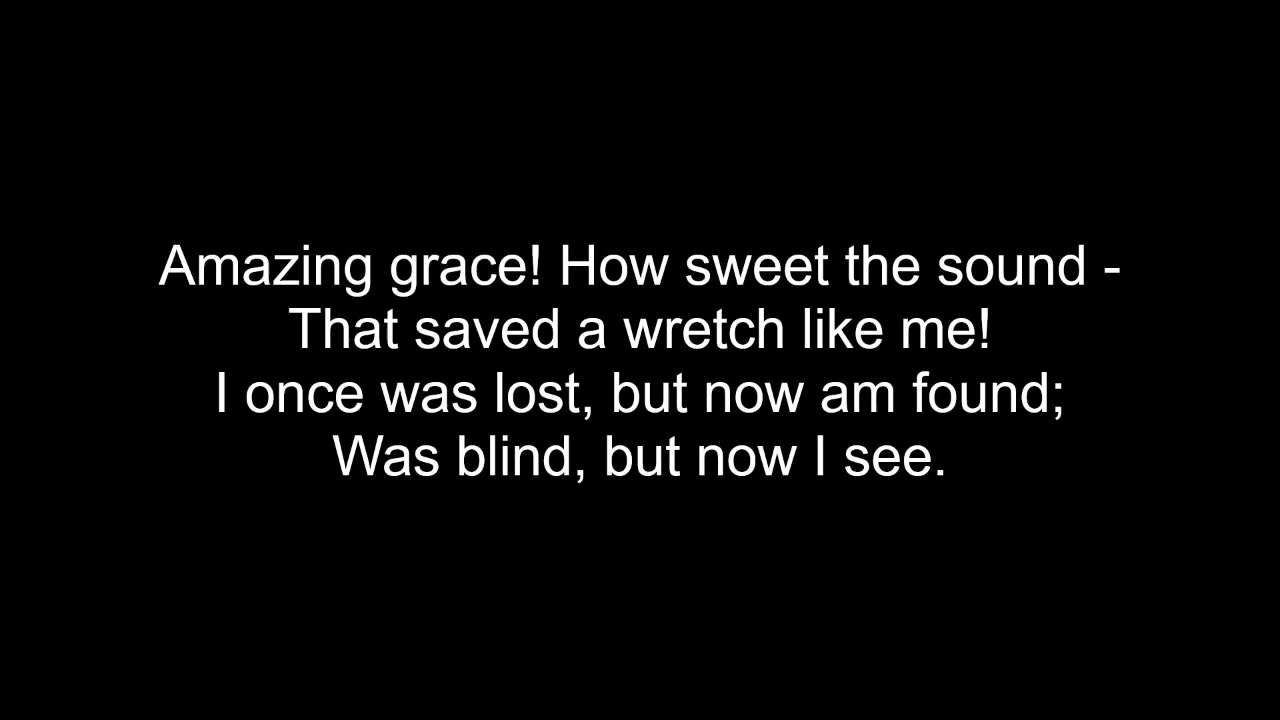 Amazing grace! How sweet the sound -
That saved a wretch like me!
I once was lost, but now am found;
Was blind, but now I see.